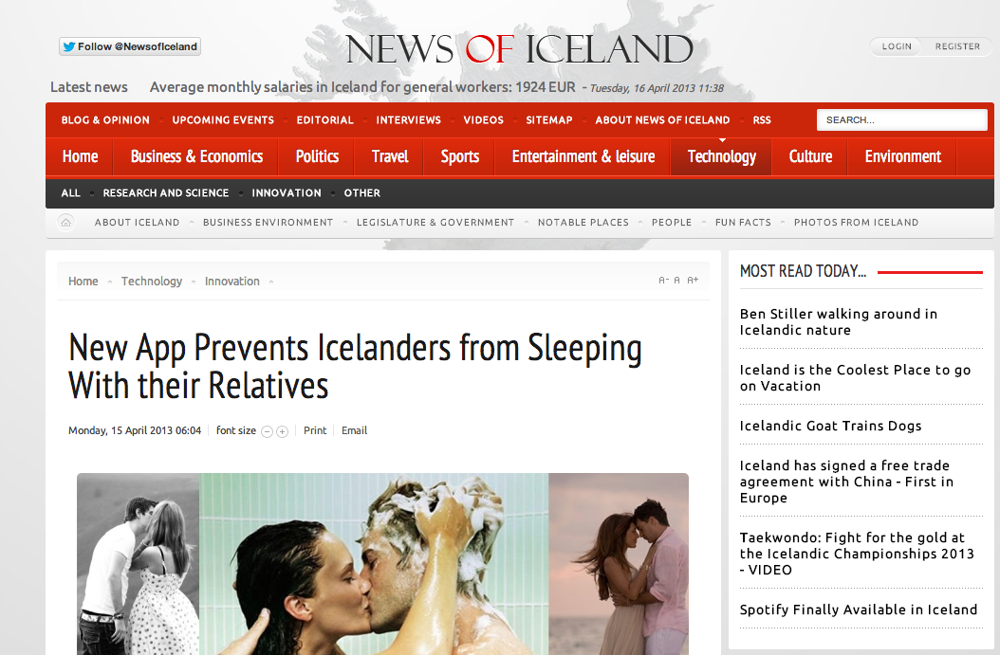 Follow @NewsofIceland
NEWS OF ICELAND
LOGIN REGISTER
Latest news Average monthly salaries in Iceland for general workers: 1924 EUR - Tuesday, 16 April 2013 11:38
BLOG & OPINION UPCOMING EVENTS EDITORIAL INTERVIEWS VIDEOS SITEMAP ABOUT NEWS OF ICELAND RSS SEARCH...
Home Business & Economics Politics Travel Sports Entertainment & leisure Technology Culture Environment
ALL RESEARCH AND SCIENCE INNOVATION OTHER
ABOUT ICELAND BUSINESS ENVIRONMENT LEGISLATURE & GOVERNMENT NOTABLE PLACES PEOPLE FUN FACTS PHOTOS FROM ICELAND
Home Technology Innovation A- A A+
New App Prevents Icelanders from Sleeping
With their Relatives
Monday, 15 April 2013 06:04 font size Print Email
MOST READ TODAY...
Ben Stiller walking around in
Icelandic nature
Iceland is the Coolest Place to go
on Vacation
Icelandic Goat Trains Dogs
Iceland has signed a free trade
agreement with China - First in
Europe
Taekwondo: Fight for the gold at
the Icelandic Championships 2013
- VIDEO
Spotify Finally Available in Iceland